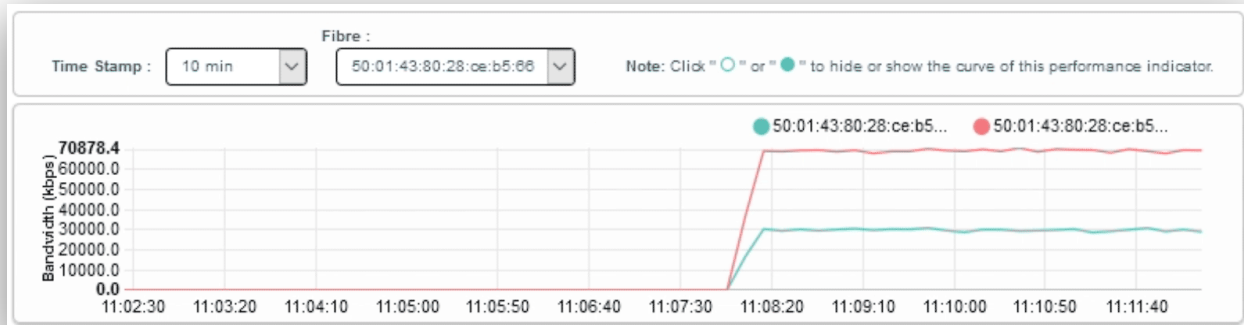 Fibre :
Time Stamp : 10 min 50:01:43:80:28:ce:b5:66 Note: Click " " or " " to hide or show the curve of this performance indicator.
50:01:43:80:28:ce:b5... 50:01:43:80:28:ce:b5...
Bandwidth (kbps)
70878.4
60000.0
50000.0
40000.0
30000.0
20000.0
10000.0
0.0
11:02:30 11:03:20 11:04:10 11:05:00 11:05:50 11:06:40 11:07:30 11:08:20 11:09:10 11:10:00 11:10:50 11:11:40